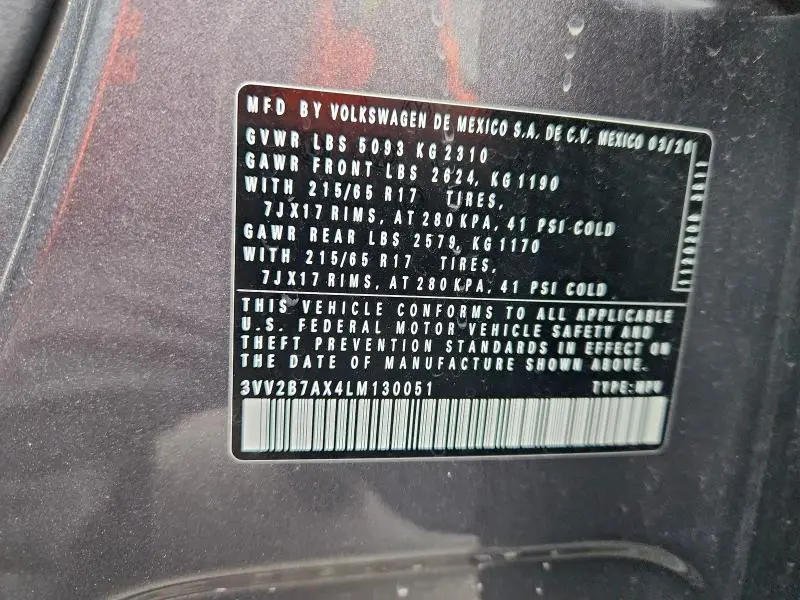 MFD BY VOLKSWAGEN DE MEXICO S.A. DE C.V. MEXICO 03/20
GVWR LBS 5093 KG 2310
GAWR FRONT LBS 2624, KG 1190
WITH 215/65 R17 TIRES,
7JX17 RIMS, AT 280 KPA, 41 PSI COLD
GAWR REAR LBS 2579, KG 1170
WITH 215/65 R17 TIRES,
7JX17 RIMS, AT 280 KPA, 41 PSI COLD
THIS VEHICLE CONFORMS TO ALL APPLICABLE
U.S. FEDERAL MOTOR VEHICLE SAFETY AND
THEFT PREVENTION STANDARDS IN EFFECT ON
THE DATE OF MANUFACTURE SHOWN ABOVE.
3VV2B7AX4LM130051 TYPE: MPV